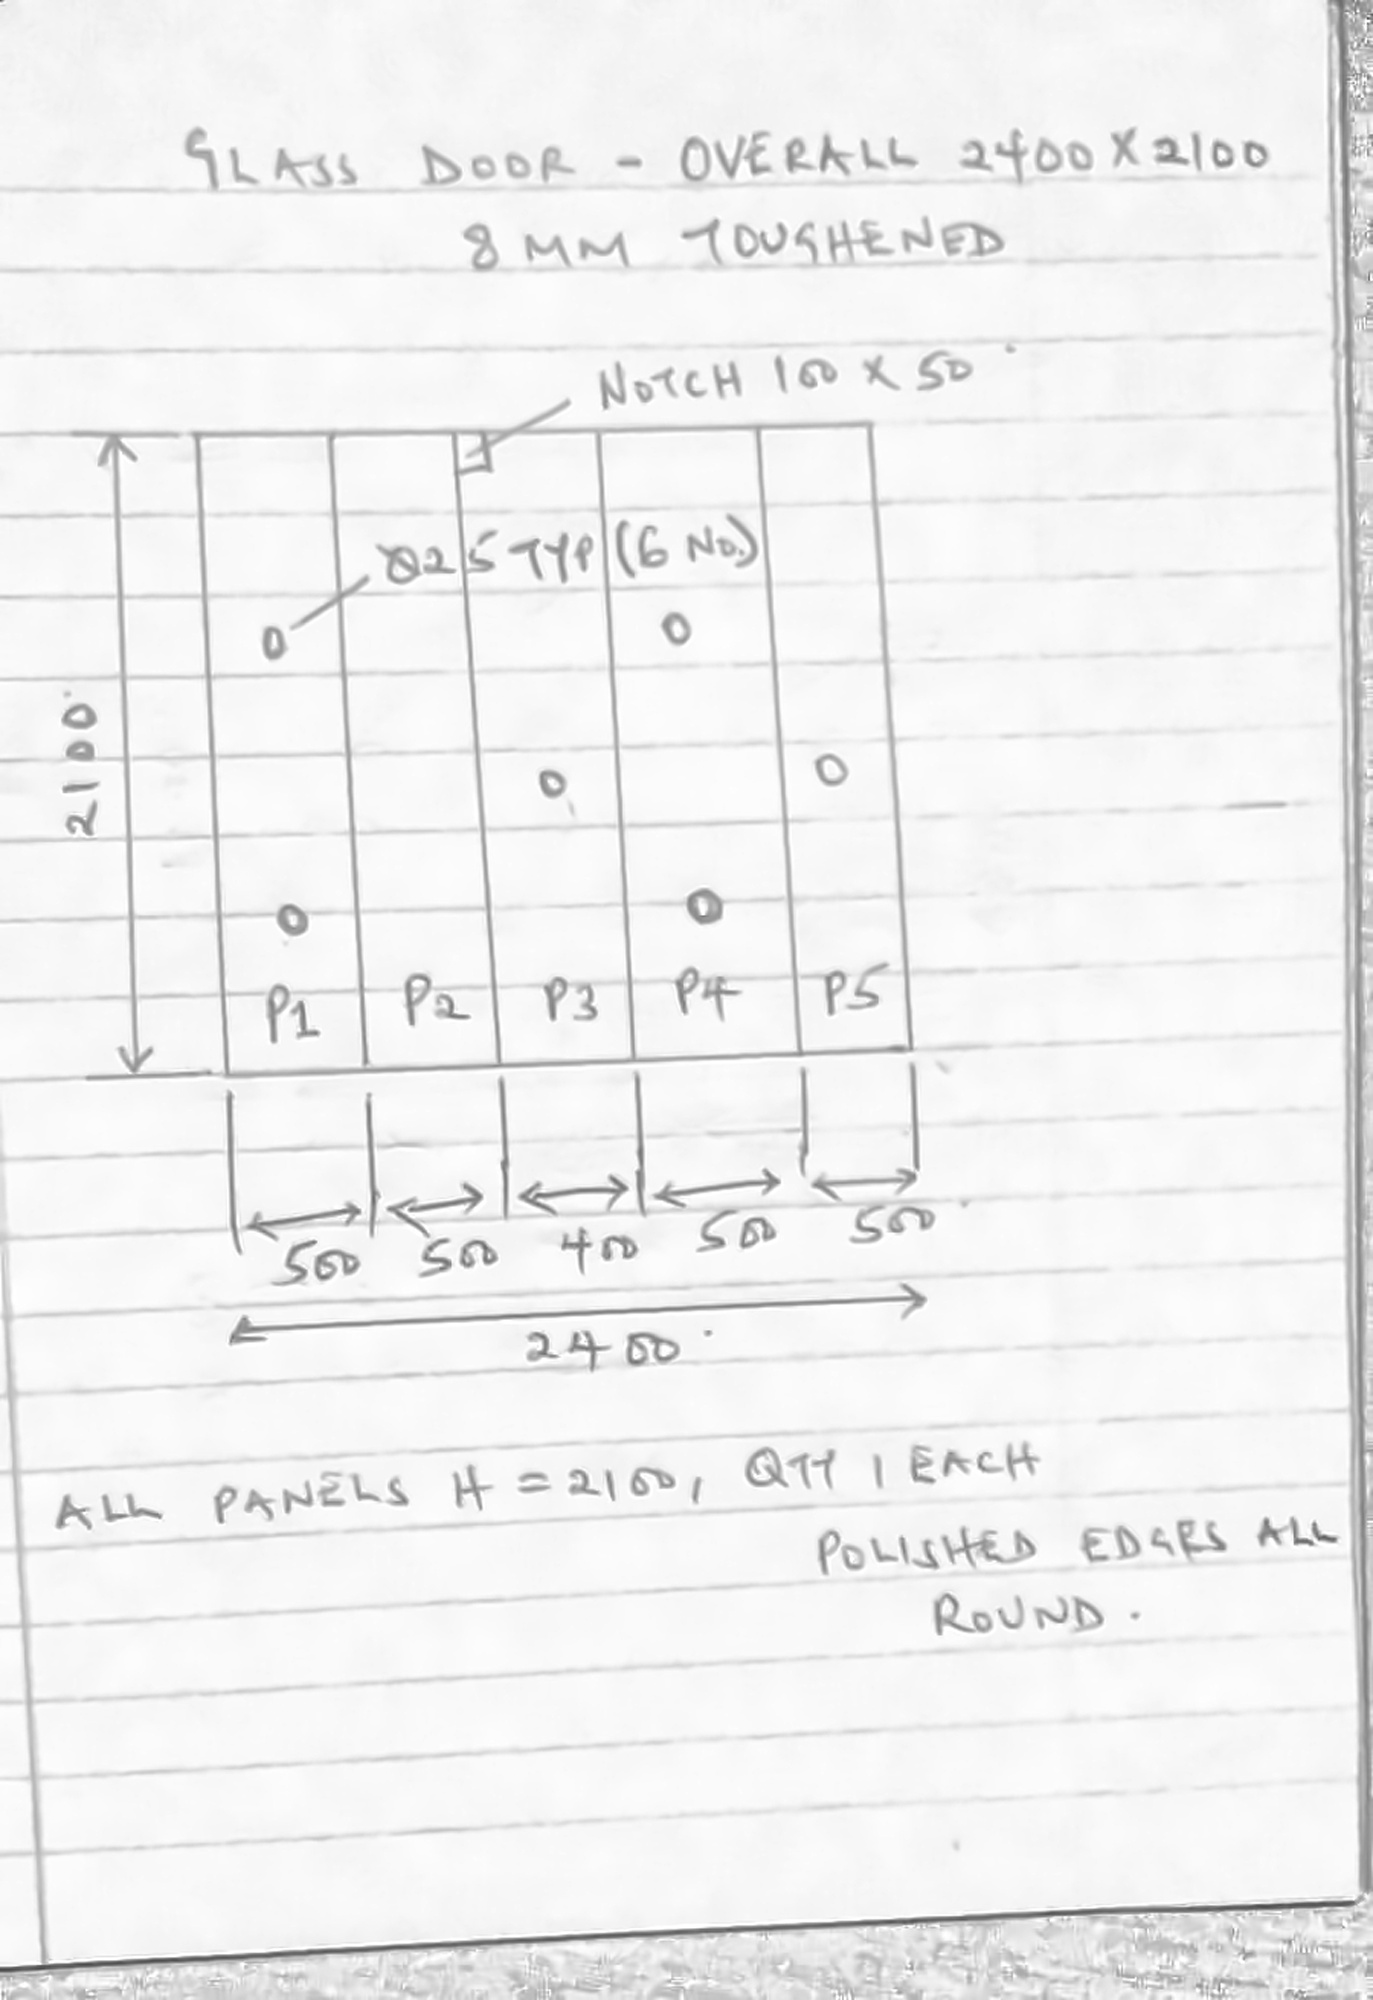 GLASS DOOR - OVERALL 2400 X 2100
8 MM TOUGHENED
NOTCH 100 X 50
Ø25 TYP (6 No.)
2100
P1 P2 P3 P4 P5
500 500 400 500 500
2400
ALL PANELS H = 2100, QTY 1 EACH
POLISHED EDGES ALL
ROUND.